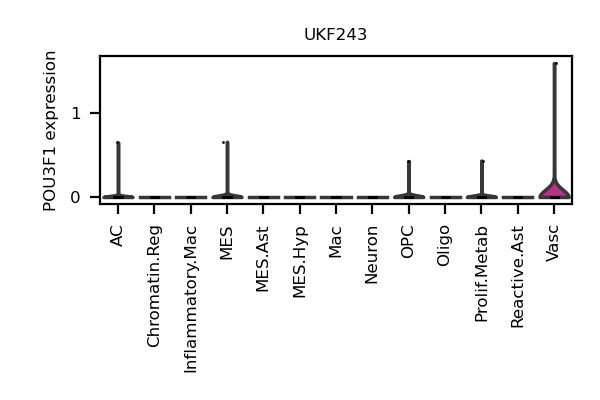 UKF243
POU3F1 expression
1
0
AC
Chromatin.Reg
Inflammatory.Mac
MES
MES.Ast
MES.Hyp
Mac
Neuron
OPC
Oligo
Prolif.Metab
Reactive.Ast
Vasc